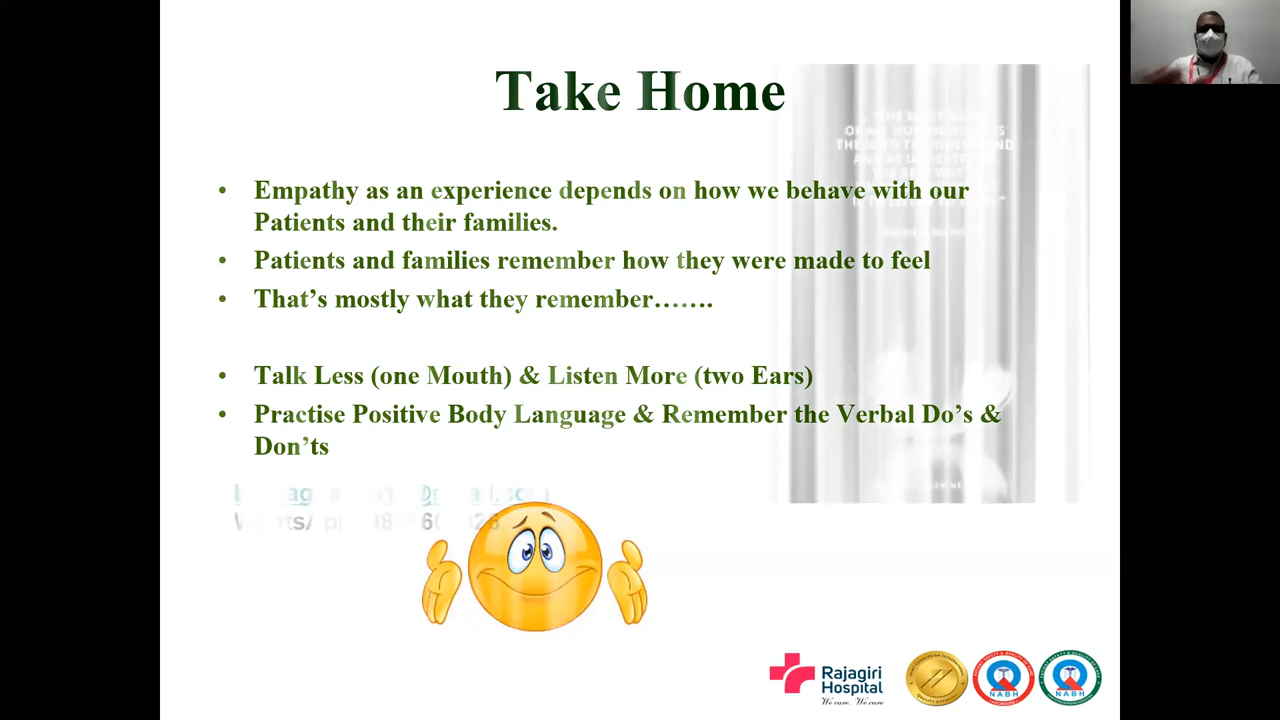 Take Home
• Empathy as an experience depends on how we behave with our
Patients and their families.
• Patients and families remember how they were made to feel
• That’s mostly what they remember…….
• Talk Less (one Mouth) & Listen More (two Ears)
• Practise Positive Body Language & Remember the Verbal Do’s &
Don’ts
Rajagiri
Hospital
We care. We cure
NABH
NABH